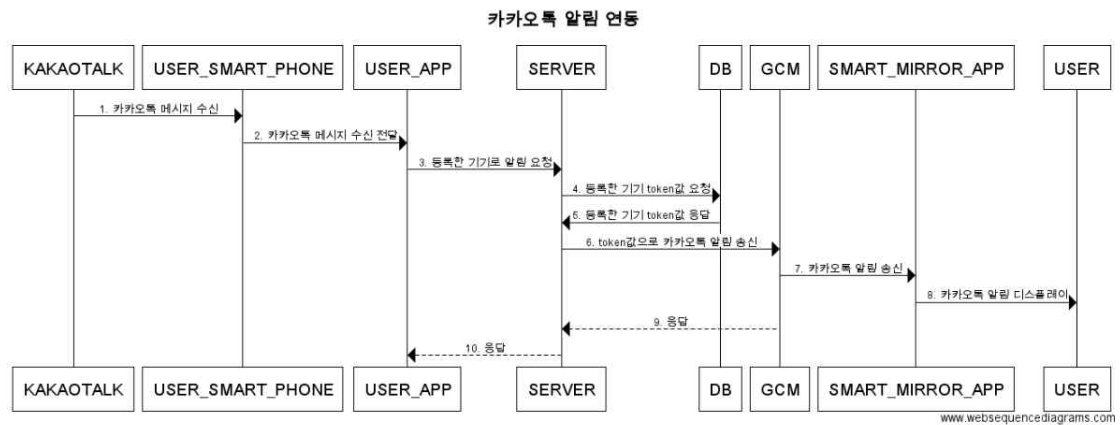 카카오톡 알림 연동
KAKAOTALK USER_SMART_PHONE USER_APP SERVER DB GCM SMART_MIRROR_APP USER
1. 카카오톡 메시지 수신
2. 카카오톡 메시지 수신 전달
3. 등록한 기기로 알림 요청
4. 등록한 기기 token값 요청
5. 등록한 기기 token값 응답
6. token값으로 카카오톡 알림 송신
7. 카카오톡 알림 송신
8. 카카오톡 알림 디스플레이
9. 응답
10. 응답
KAKAOTALK USER_SMART_PHONE USER_APP SERVER DB GCM SMART_MIRROR_APP USER
www.websequencediagrams.com